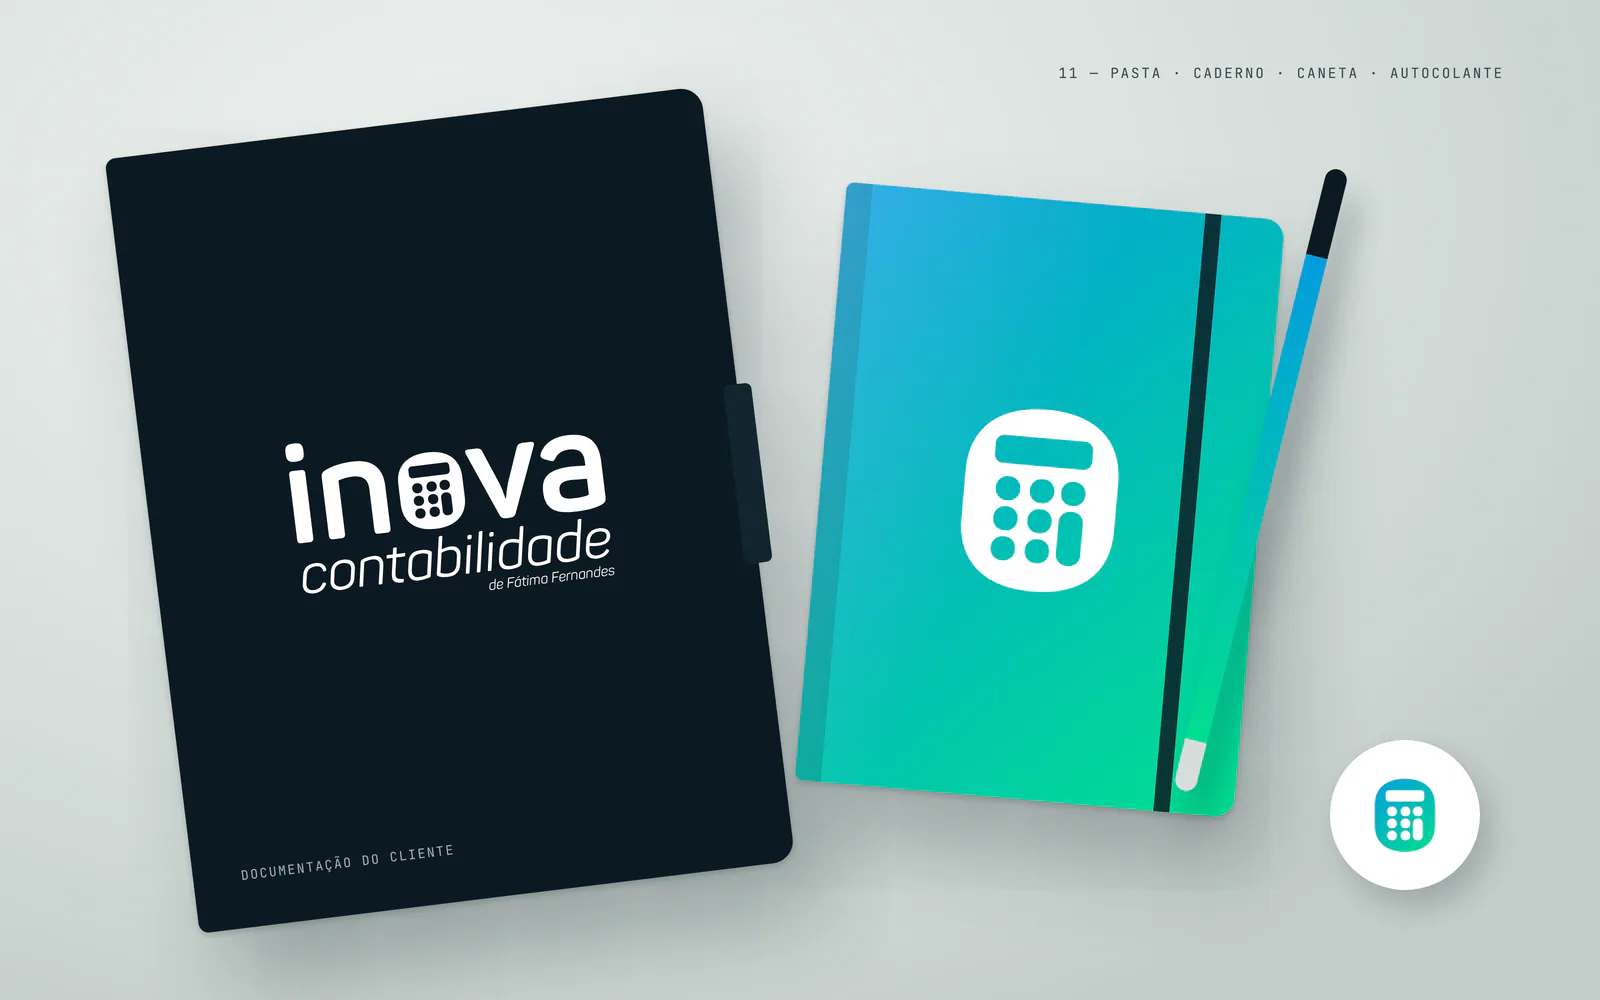 11 — PASTA · CADERNO · CANETA · AUTOCOLANTE
inova
contabilidade
de Fátima Fernandes
DOCUMENTAÇÃO DO CLIENTE